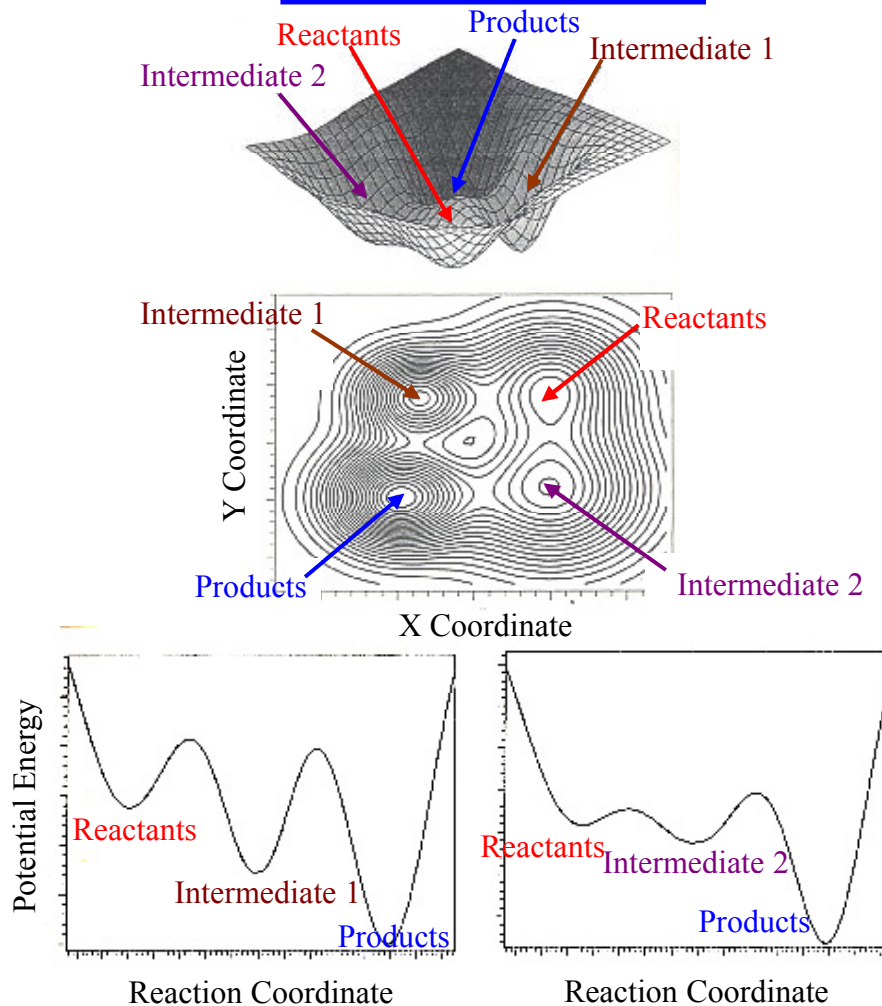 Products
Reactants
Intermediate 1
Intermediate 2
Intermediate 1
Reactants
Y Coordinate
Products
Intermediate 2
X Coordinate
Potential Energy
Reactants
Intermediate 1
Products
Reactants
Intermediate 2
Products
Reaction Coordinate
Reaction Coordinate